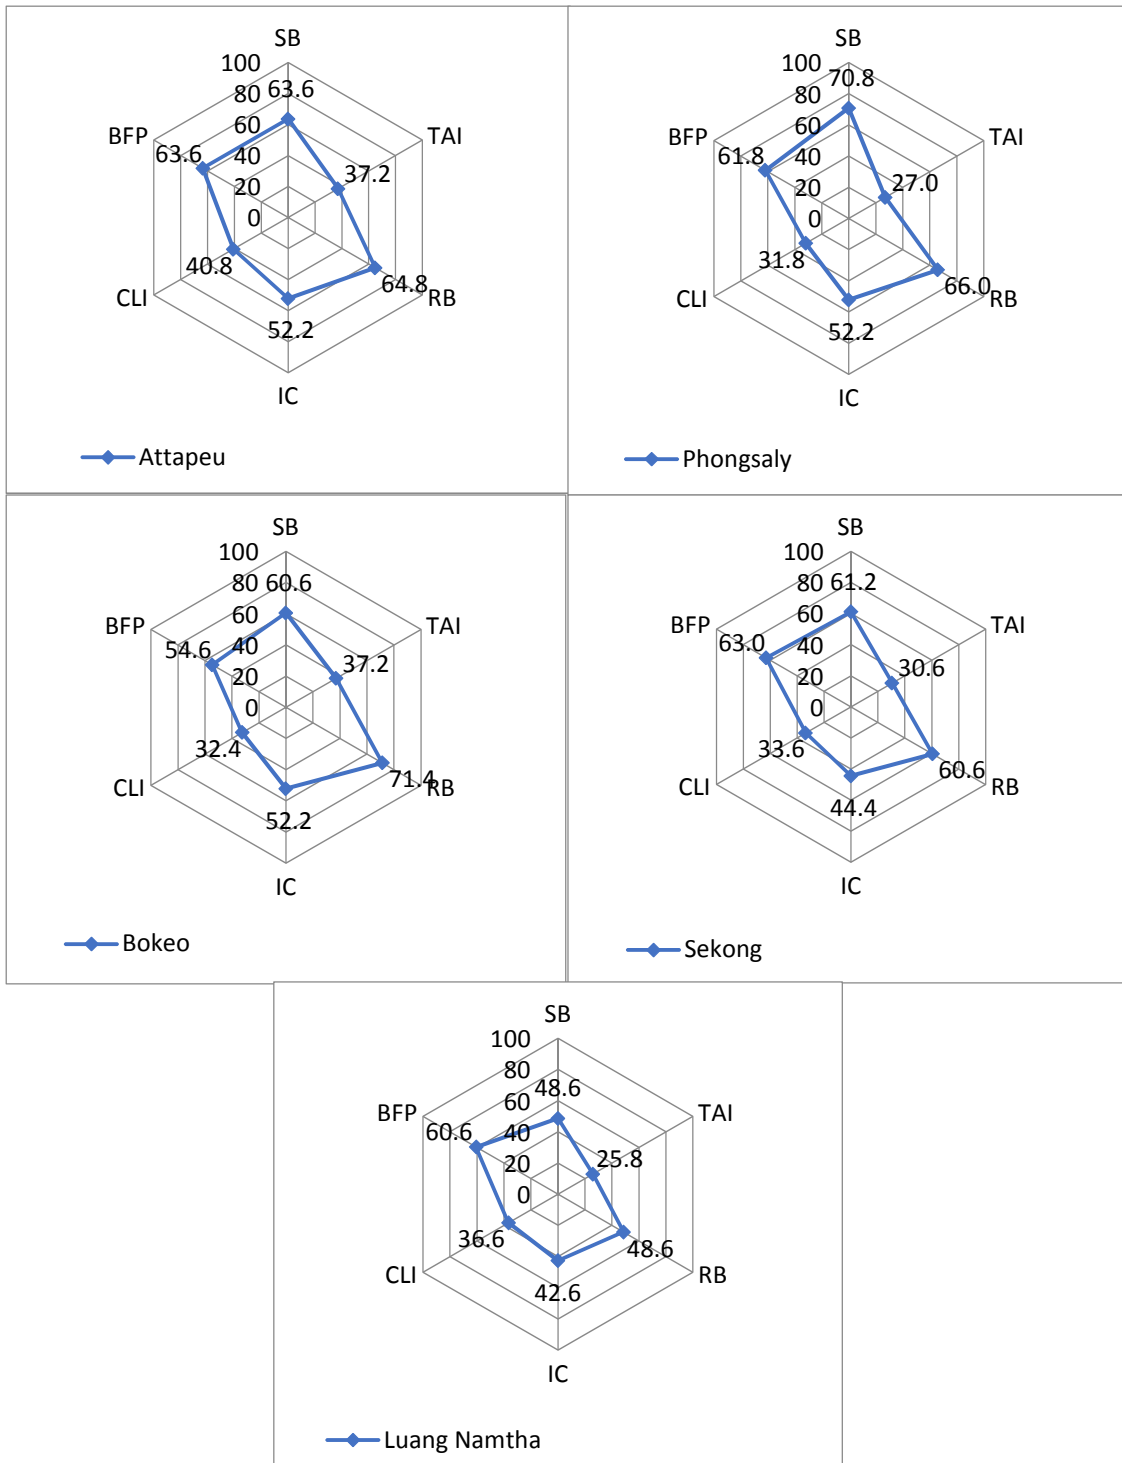 SB
100
80
60
40
20
0
63.6
TAI
37.2
RB
64.8
IC
52.2
CLI
40.8
BFP
63.6
Attapeu
SB
100
80
60
40
20
0
70.8
TAI
27.0
RB
66.0
IC
52.2
CLI
31.8
BFP
61.8
Phongsaly
SB
100
80
60
40
20
0
60.6
TAI
37.2
RB
71.4
IC
52.2
CLI
32.4
BFP
54.6
Bokeo
SB
100
80
60
40
20
0
61.2
TAI
30.6
RB
60.6
IC
44.4
CLI
33.6
BFP
63.0
Sekong
SB
100
80
60
40
20
0
48.6
TAI
25.8
RB
48.6
IC
42.6
CLI
36.6
BFP
60.6
Luang Namtha